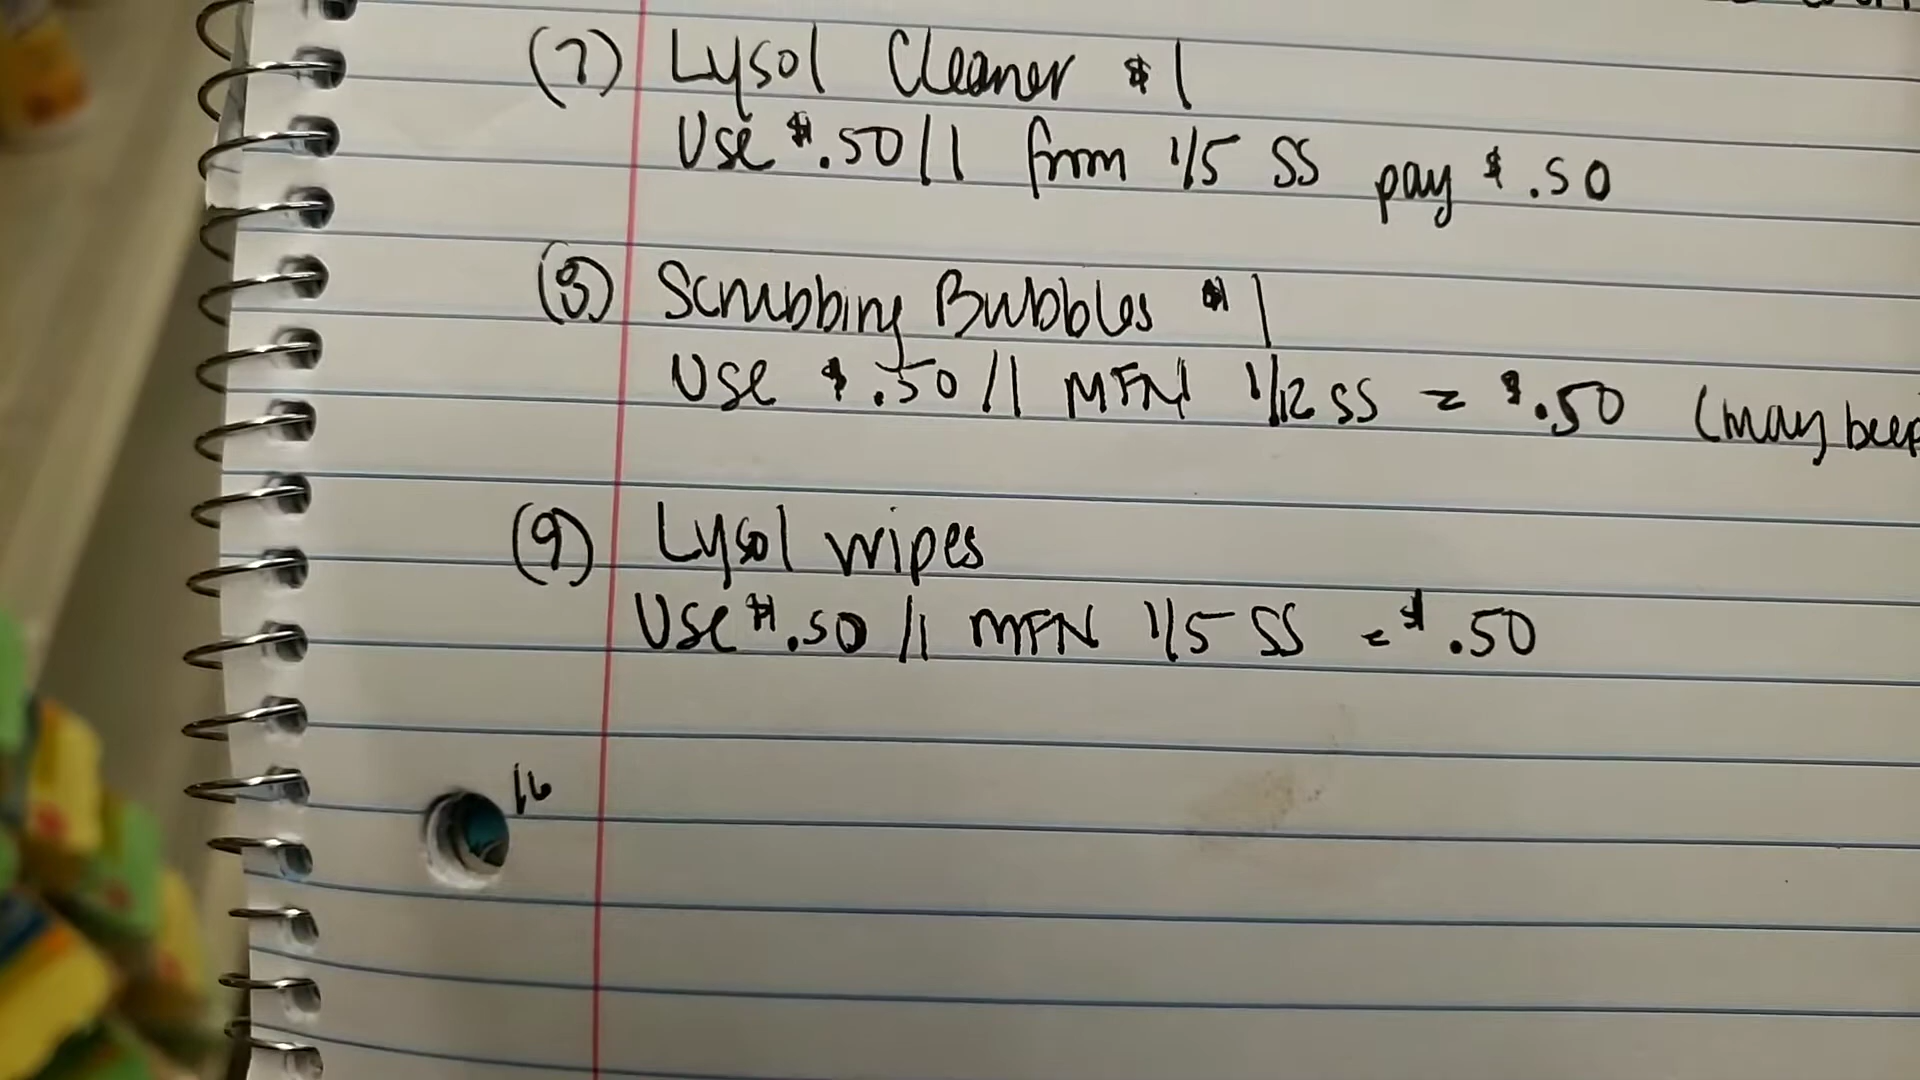 (7) Lysol Cleaner $1
Use $.50/1 from 1/5 SS pay $.50
(8) Scrubbing Bubbles $1
Use $.50/1 MFN 1/12 SS = $.50 (may beep
(9) Lysol wipes
Use $.50/1 MFN 1/5 SS = $.50
16